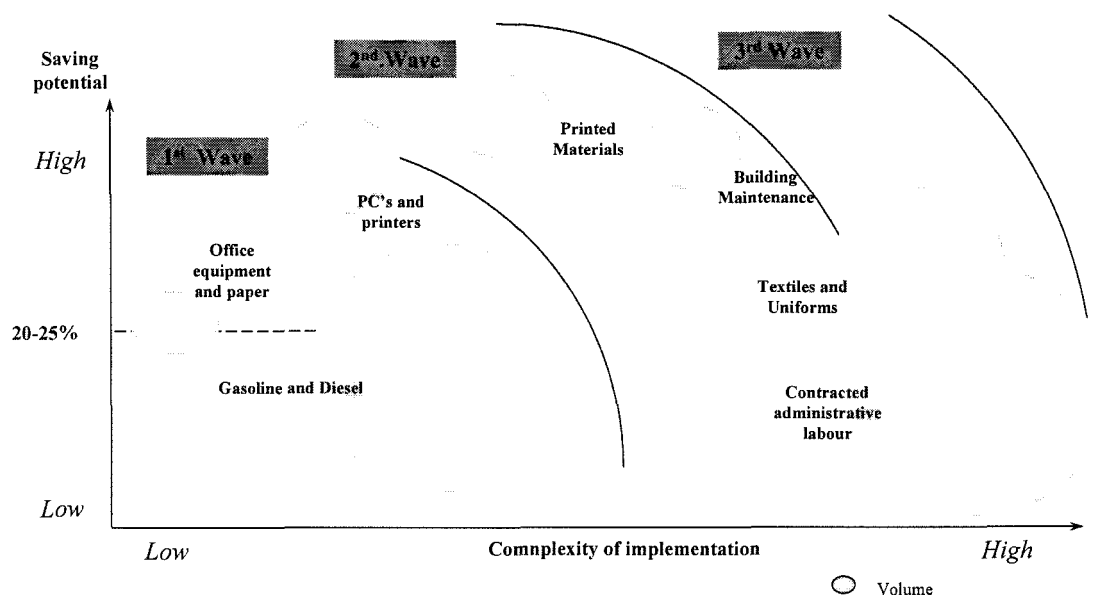 Saving
potential
1st Wave
2nd Wave
3rd Wave
High
Printed
Materials
Building
Maintenance
PC's and
printers
Office
equipment
and paper
Textiles and
Uniforms
20-25%
Gasoline and Diesel
Contracted
administrative
labour
Low
Low
Comnplexity of implementation
High
Volume